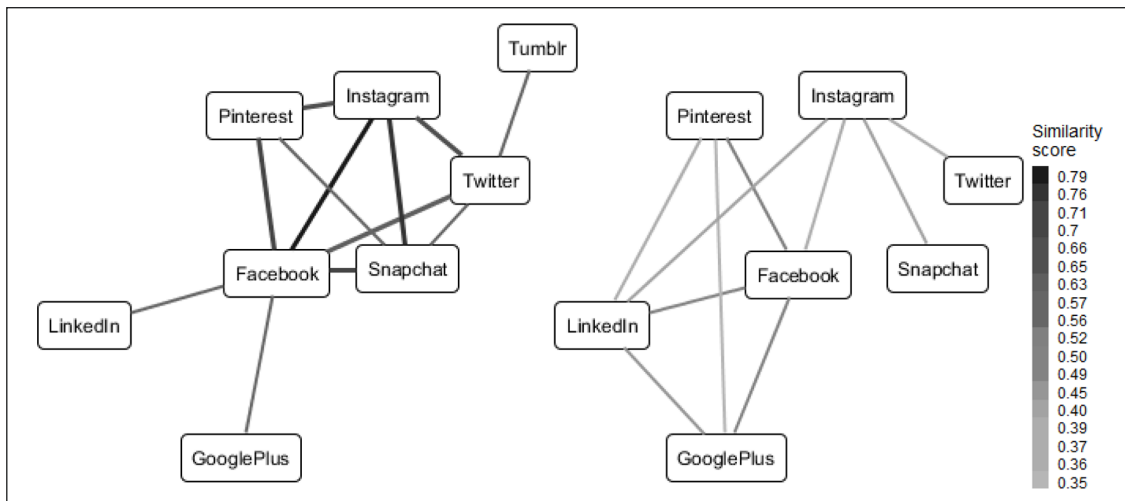 Tumblr
Instagram
Pinterest
Twitter
Facebook
Snapchat
LinkedIn
GooglePlus
Instagram
Pinterest
Twitter
Facebook
Snapchat
LinkedIn
GooglePlus
Similarity
score
0.79
0.76
0.71
0.7
0.66
0.65
0.63
0.57
0.56
0.52
0.50
0.49
0.45
0.40
0.39
0.37
0.36
0.35